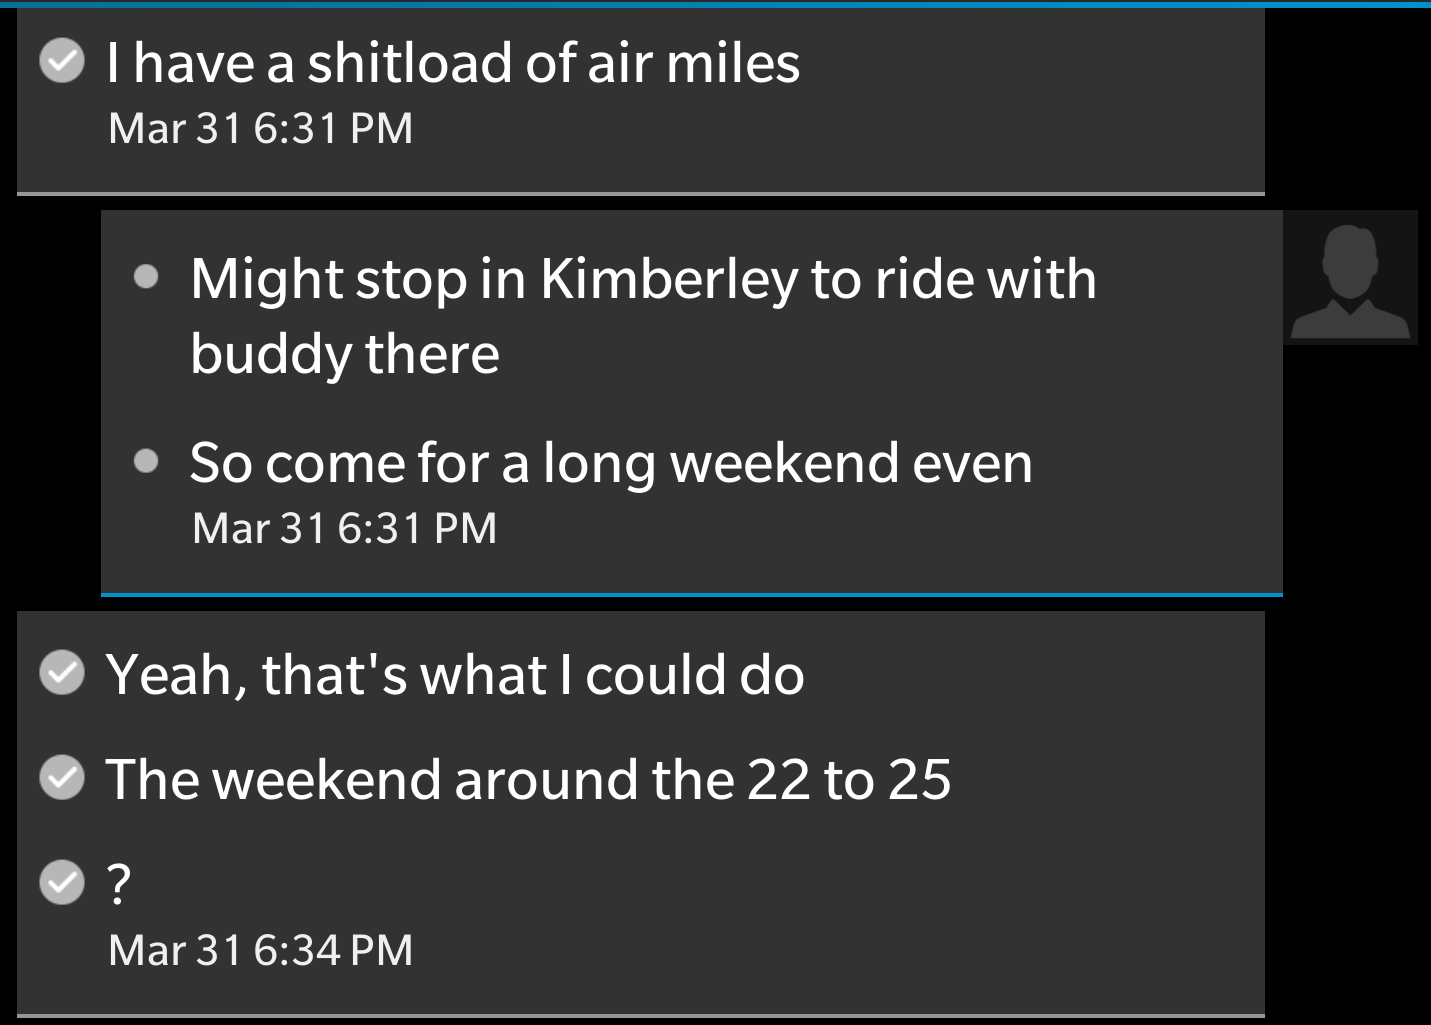 I have a shitload of air miles
Mar 31 6:31 PM
Might stop in Kimberley to ride with
buddy there
So come for a long weekend even
Mar 31 6:31 PM
Yeah, that's what I could do
The weekend around the 22 to 25
?
Mar 31 6:34 PM